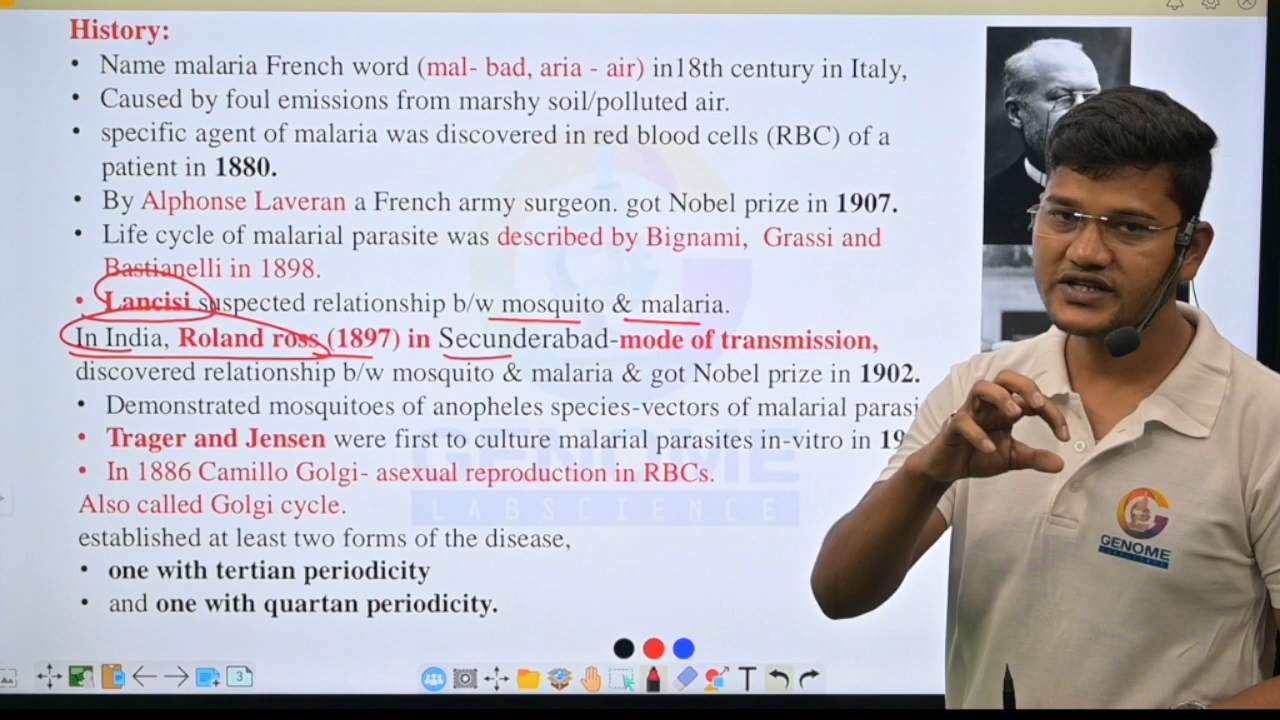 History:
• Name malaria French word (mal- bad, aria - air) in18th century in Italy,
• Caused by foul emissions from marshy soil/polluted air.
• specific agent of malaria was discovered in red blood cells (RBC) of a
patient in 1880.
• By Alphonse Laveran a French army surgeon. got Nobel prize in 1907.
• Life cycle of malarial parasite was described by Bignami, Grassi and
Bastianelli in 1898.
• Lancisi suspected relationship b/w mosquito & malaria.
In India, Roland ross (1897) in Secunderabad-mode of transmission,
discovered relationship b/w mosquito & malaria & got Nobel prize in 1902.
• Demonstrated mosquitoes of anopheles species-vectors of malarial parasi
• Trager and Jensen were first to culture malarial parasites in-vitro in 19
• In 1886 Camillo Golgi- asexual reproduction in RBCs.
Also called Golgi cycle.
established at least two forms of the disease,
• one with tertian periodicity
• and one with quartan periodicity.
GENOME
LABSCIENCE
3
T
GENOME